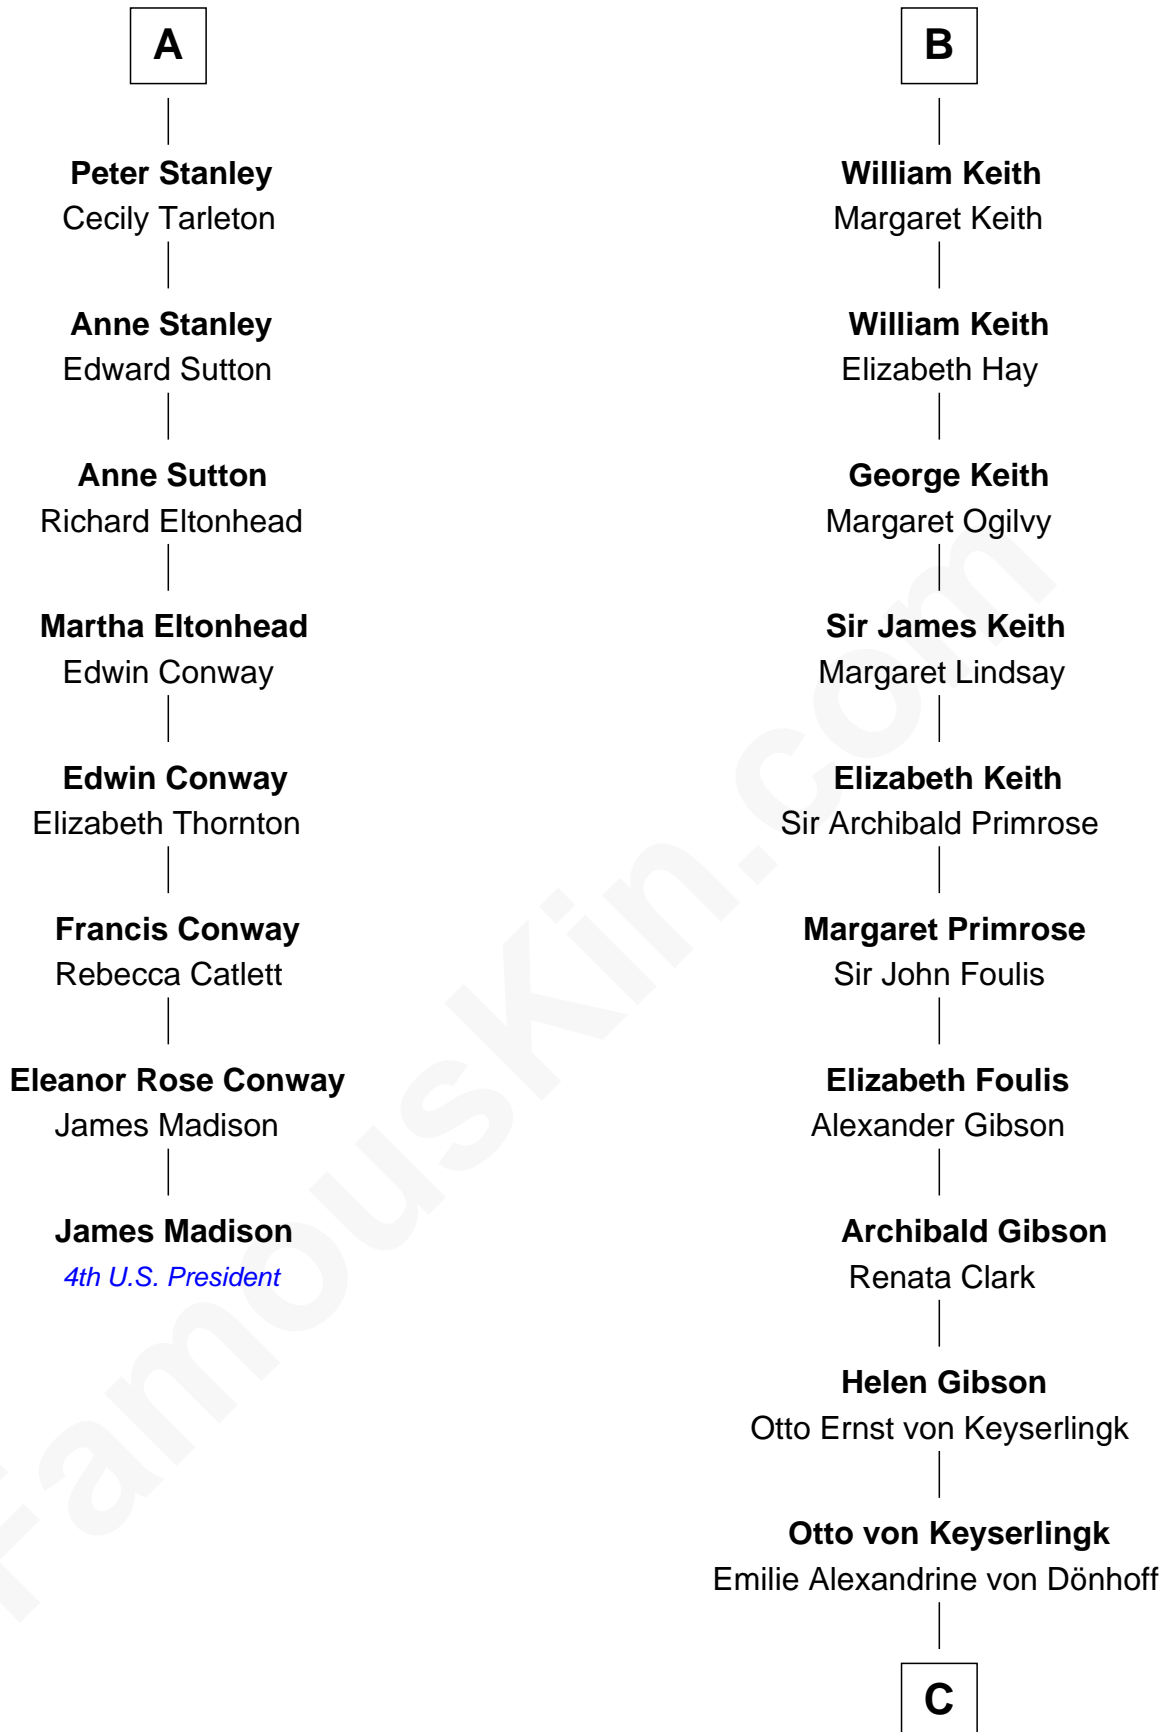 A
Peter Stanley
Cecily Tarleton
Anne Stanley
Edward Sutton
Anne Sutton
Richard Eltonhead
Martha Eltonhead
Edwin Conway
Edwin Conway
Elizabeth Thornton
Francis Conway
Rebecca Catlett
Eleanor Rose Conway
James Madison
James Madison
4th U.S. President
B
William Keith
Margaret Keith
William Keith
Elizabeth Hay
George Keith
Margaret Ogilvy
Sir James Keith
Margaret Lindsay
Elizabeth Keith
Sir Archibald Primrose
Margaret Primrose
Sir John Foulis
Elizabeth Foulis
Alexander Gibson
Archibald Gibson
Renata Clark
Helen Gibson
Otto Ernst von Keyserlingk
Otto von Keyserlingk
Emilie Alexandrine von Dönhoff
C
FamousKin.com